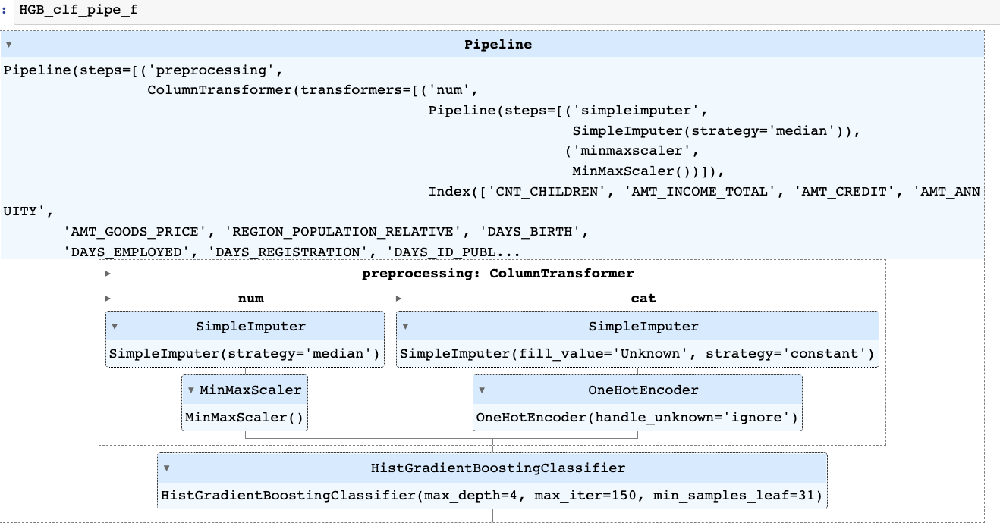 : HGB_clf_pipe_f
Pipeline
Pipeline(steps=[('preprocessing',
ColumnTransformer(transformers=[('num',
Pipeline(steps=[('simpleimputer',
SimpleImputer(strategy='median')),
('minmaxscaler',
MinMaxScaler())]),
Index(['CNT_CHILDREN', 'AMT_INCOME_TOTAL', 'AMT_CREDIT', 'AMT_ANN
UITY',
'AMT_GOODS_PRICE', 'REGION_POPULATION_RELATIVE', 'DAYS_BIRTH',
'DAYS_EMPLOYED', 'DAYS_REGISTRATION', 'DAYS_ID_PUBL...
preprocessing: ColumnTransformer
num
cat
SimpleImputer
SimpleImputer
SimpleImputer(strategy='median')
SimpleImputer(fill_value='Unknown', strategy='constant')
MinMaxScaler
OneHotEncoder
MinMaxScaler()
OneHotEncoder(handle_unknown='ignore')
HistGradientBoostingClassifier
HistGradientBoostingClassifier(max_depth=4, max_iter=150, min_samples_leaf=31)